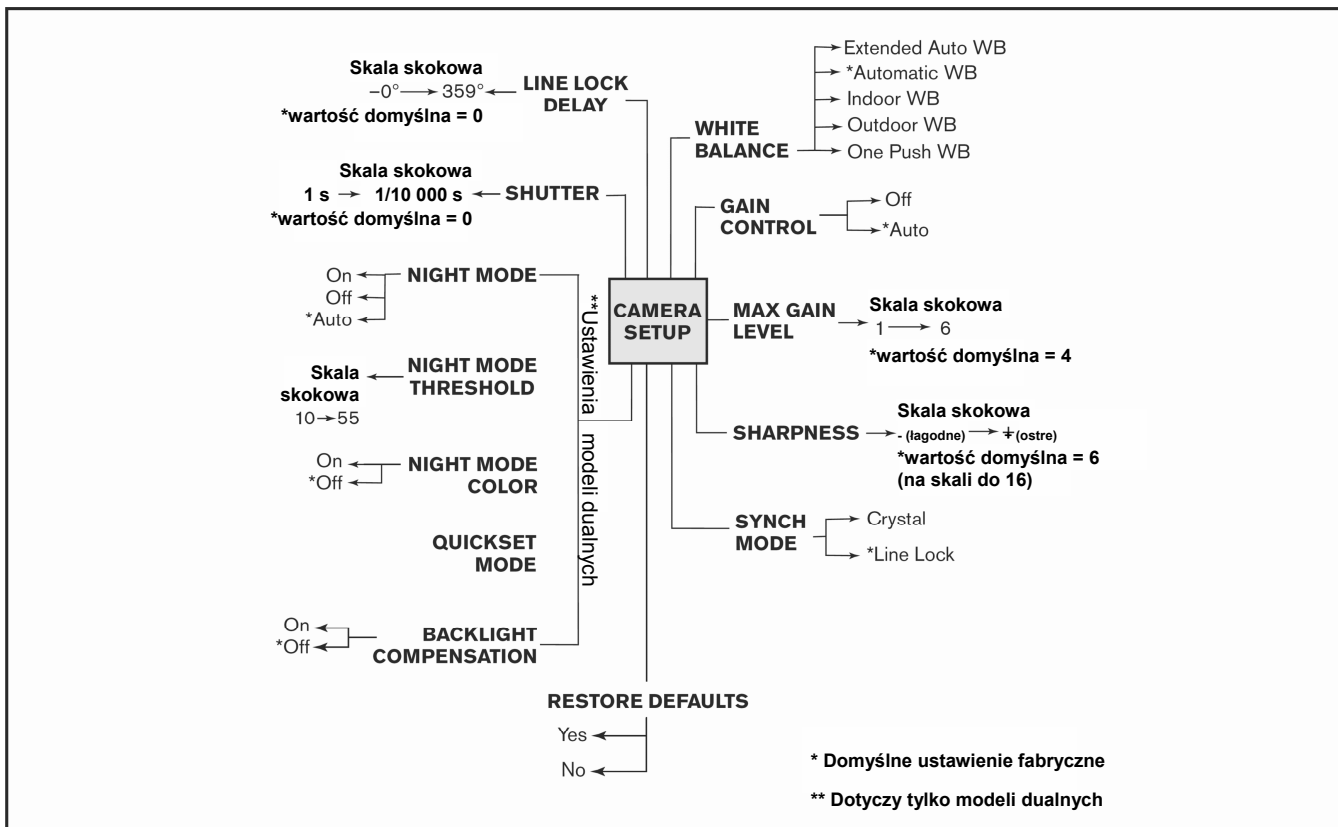 Skala skokowa
–0° 359°
*wartość domyślna = 0
LINE LOCK
DELAY
Skala skokowa
1 s 1/10 000 s
*wartość domyślna = 0
SHUTTER
On
Off
*Auto
NIGHT MODE
Skala
skokowa
10 55
NIGHT MODE
THRESHOLD
On
*Off
NIGHT MODE
COLOR
QUICKSET
MODE
On
*Off
BACKLIGHT
COMPENSATION
**Ustawienia modeli dualnych
CAMERA
SETUP
WHITE
BALANCE
Extended Auto WB
*Automatic WB
Indoor WB
Outdoor WB
One Push WB
GAIN
CONTROL
Off
*Auto
MAX GAIN
LEVEL
Skala skokowa
1 6
*wartość domyślna = 4
SHARPNESS
Skala skokowa
- (łagodne) + (ostre)
*wartość domyślna = 6
(na skali do 16)
SYNCH
MODE
Crystal
*Line Lock
RESTORE DEFAULTS
Yes
No
* Domyślne ustawienie fabryczne
** Dotyczy tylko modeli dualnych